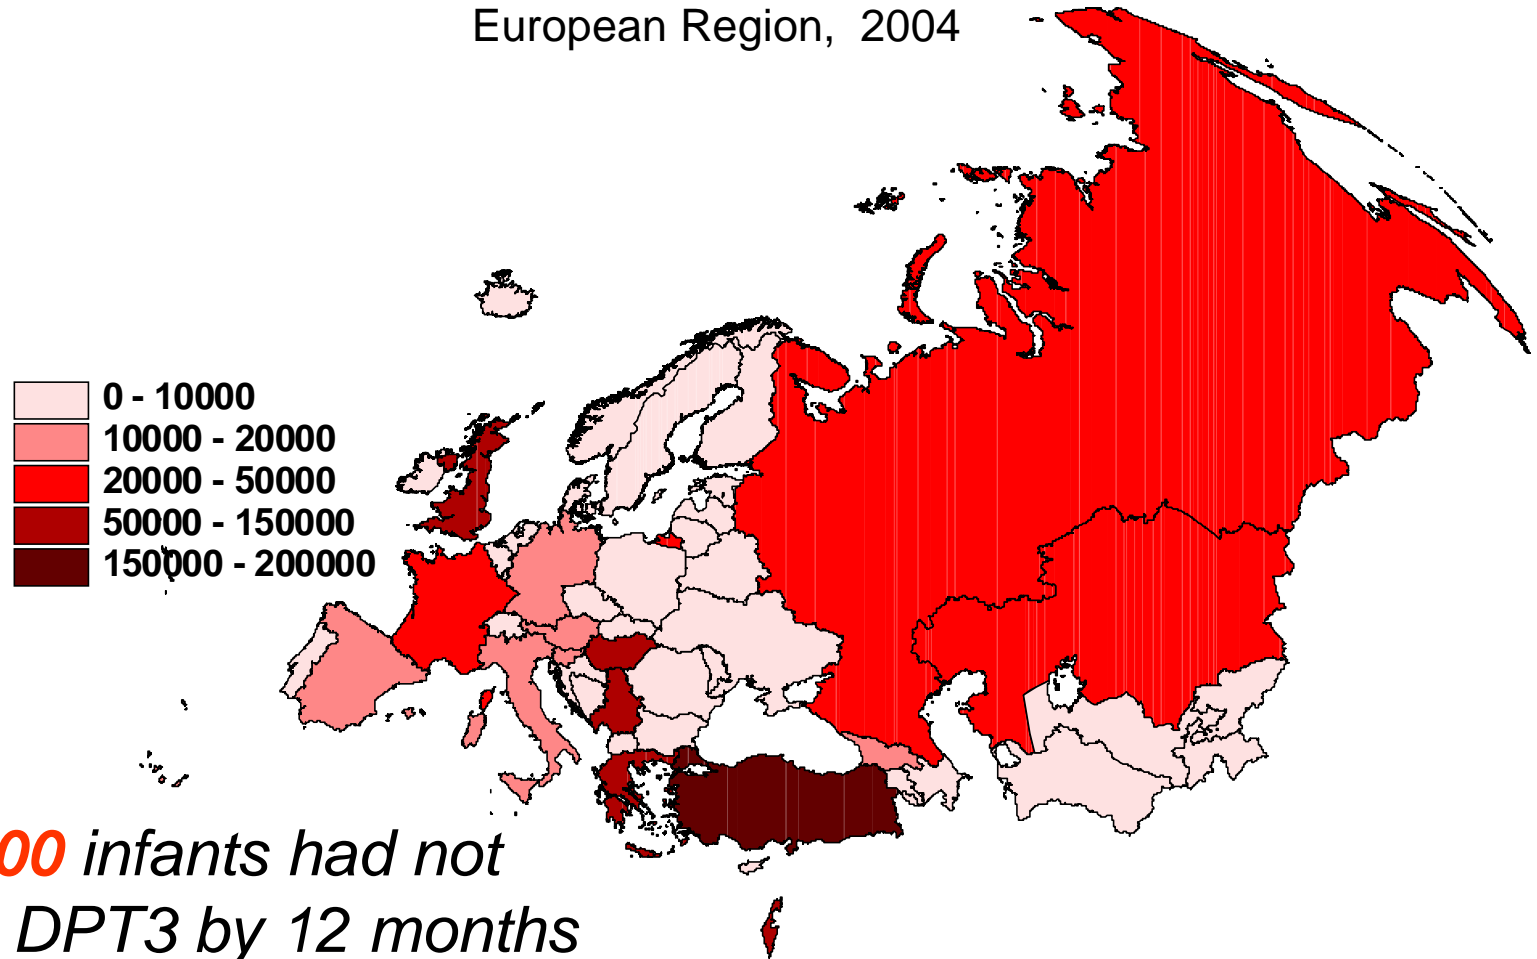 European Region, 2004
0 - 10000
10000 - 20000
20000 - 50000
50000 - 150000
150000 - 200000
00 infants had not
DPT3 by 12 months